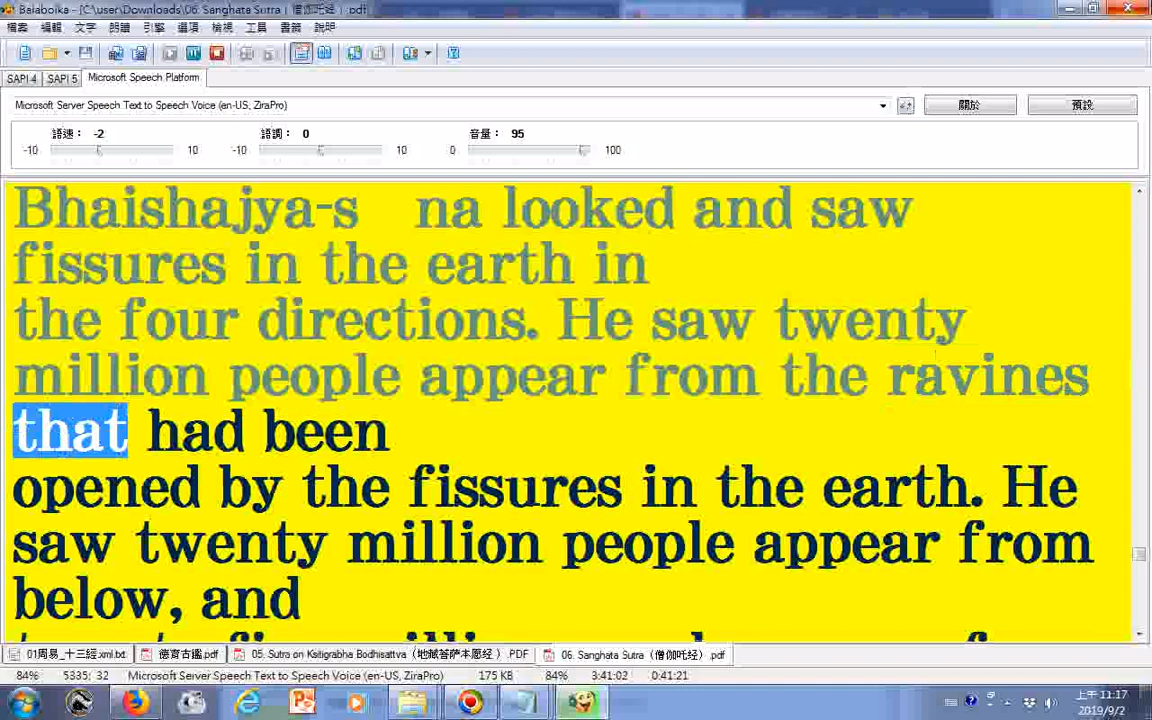 Balabolka - [C:\user\Downloads\06. Sanghata Sutra（僧伽吒经）.pdf]
檔案 編輯 文字 朗讀 引擎 選項 檢視 工具 書籤 說明
SAPI 4 SAPI 5 Microsoft Speech Platform
Microsoft Server Speech Text to Speech Voice (en-US, ZiraPro) 關於 預設
語速： -2 語調： 0 音量： 95
-10 10 -10 10 0 100
Bhaishajya-s na looked and saw
fissures in the earth in
the four directions. He saw twenty
million people appear from the ravines
that had been
opened by the fissures in the earth. He
saw twenty million people appear from
below, and
01周易_十三經.xml.txt 德育古鑑.pdf 05. Sutra on Ksitigrabha Bodhisattva（地藏菩萨本愿经）.PDF 06. Sanghata Sutra（僧伽吒经）.pdf
84% 5335: 32 Microsoft Server Speech Text to Speech Voice (en-US, ZiraPro) 175 KB 84% 3:41:02 0:41:21
上午 11:17
2019/9/2